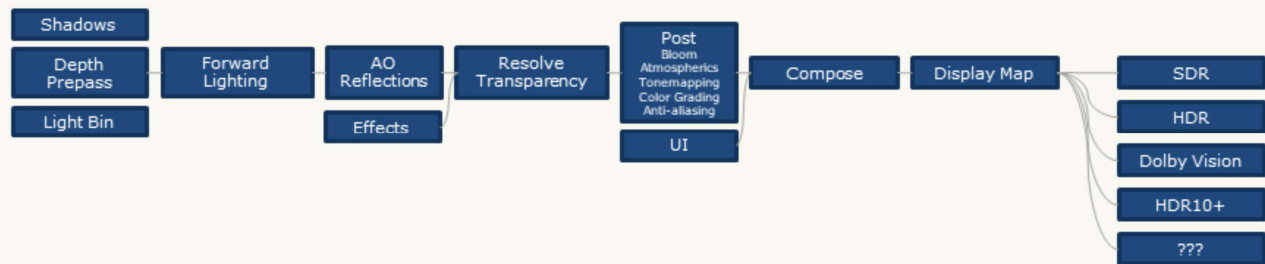 Shadows
Depth
Prepass
Light Bin
Forward
Lighting
AO
Reflections
Effects
Resolve
Transparency
Post
Bloom
Atmospherics
Tonemapping
Color Grading
Anti-aliasing
UI
Compose
Display Map
SDR
HDR
Dolby Vision
HDR10+
???